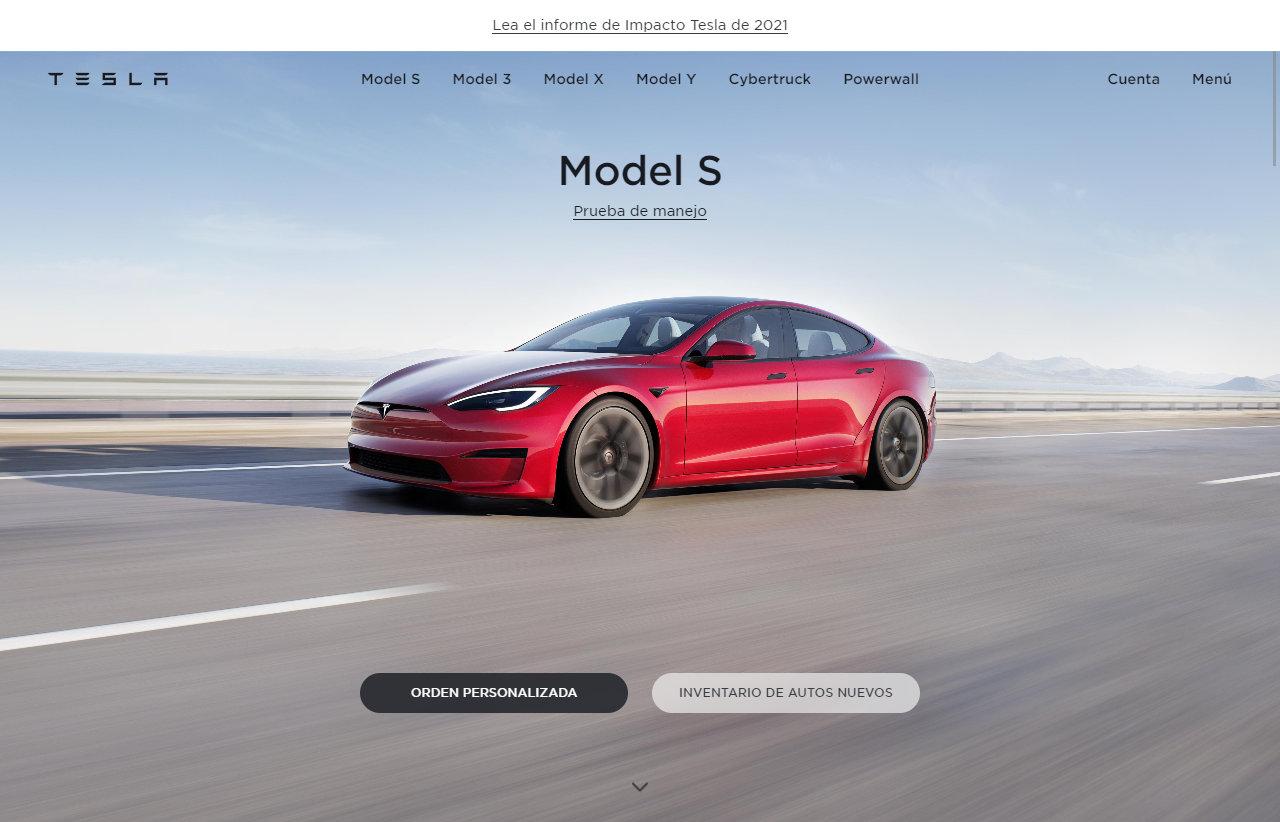 Lea el informe de Impacto Tesla de 2021
TESLA Model S Model 3 Model X Model Y Cybertruck Powerwall Cuenta Menú
Model S
Prueba de manejo
ORDEN PERSONALIZADA INVENTARIO DE AUTOS NUEVOS